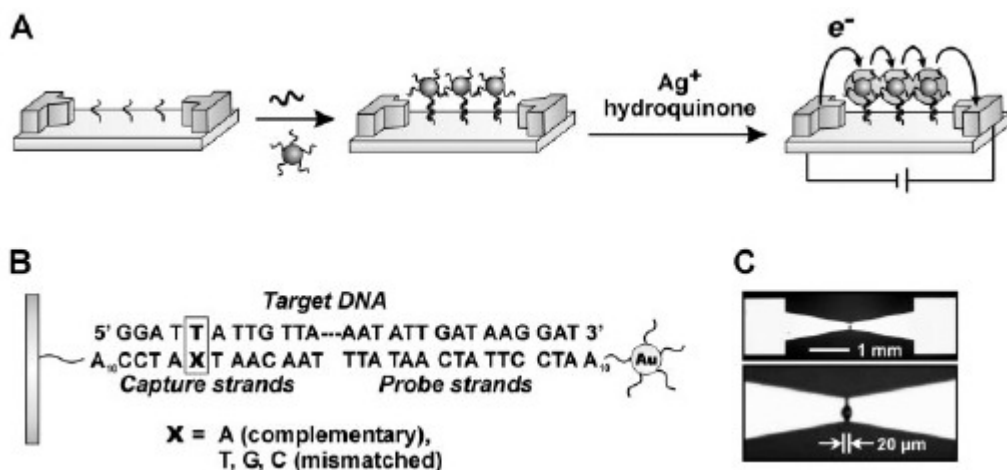 A
e⁻
Ag⁺
hydroquinone
B
Target DNA
5' GGA T T A TTG TTA---AAT ATT GAT AAG GAT 3'
A₁₀CCTA X T AAC AAT TTA TAA CTA TTC CTA A₁₀
Au
Capture strands
Probe strands
X = A (complementary),
T, G, C (mismatched)
C
1 mm
20 µm